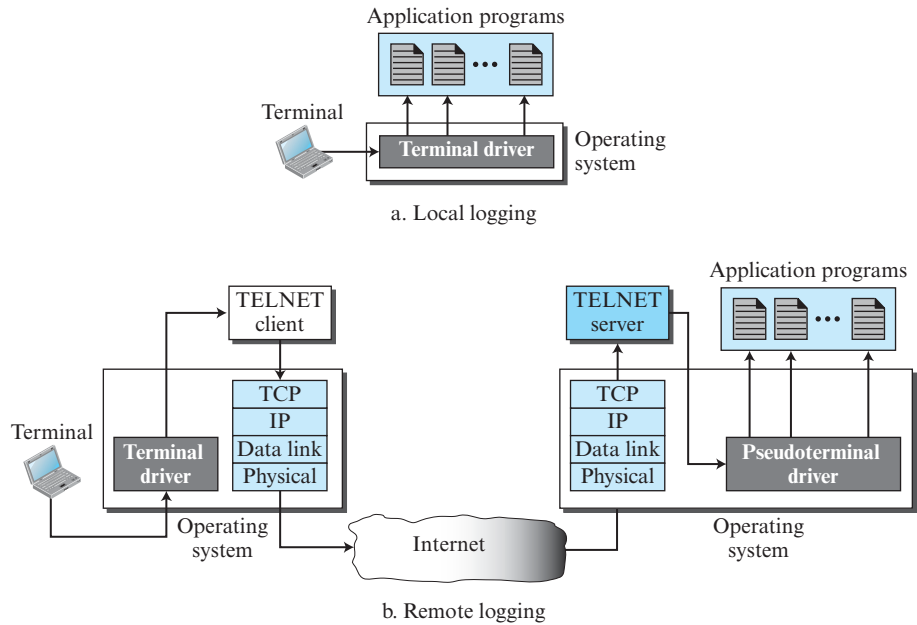 Application programs
Terminal
Terminal driver
Operating
system
a. Local logging
Application programs
TELNET
client
TELNET
server
TCP
IP
Data link
Physical
Terminal
Terminal
driver
Operating
system
Internet
TCP
IP
Data link
Physical
Pseudoterminal
driver
Operating
system
b. Remote logging